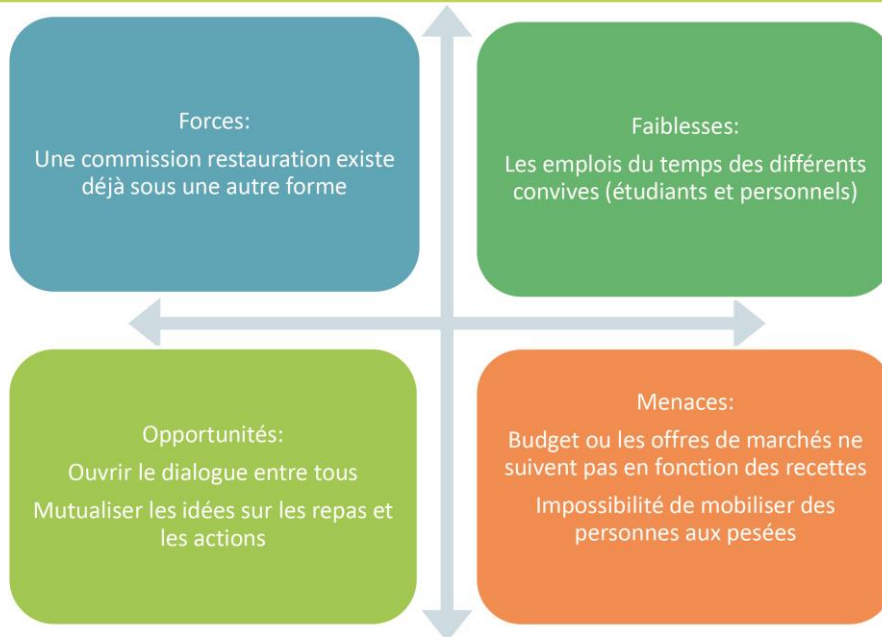 Forces:
Une commission restauration existe
déjà sous une autre forme
Faiblesses:
Les emplois du temps des différents
convives (étudiants et personnels)
Opportunités:
Ouvrir le dialogue entre tous
Mutualiser les idées sur les repas et
les actions
Menaces:
Budget ou les offres de marchés ne
suivent pas en fonction des recettes
Impossibilité de mobiliser des
personnes aux pesées